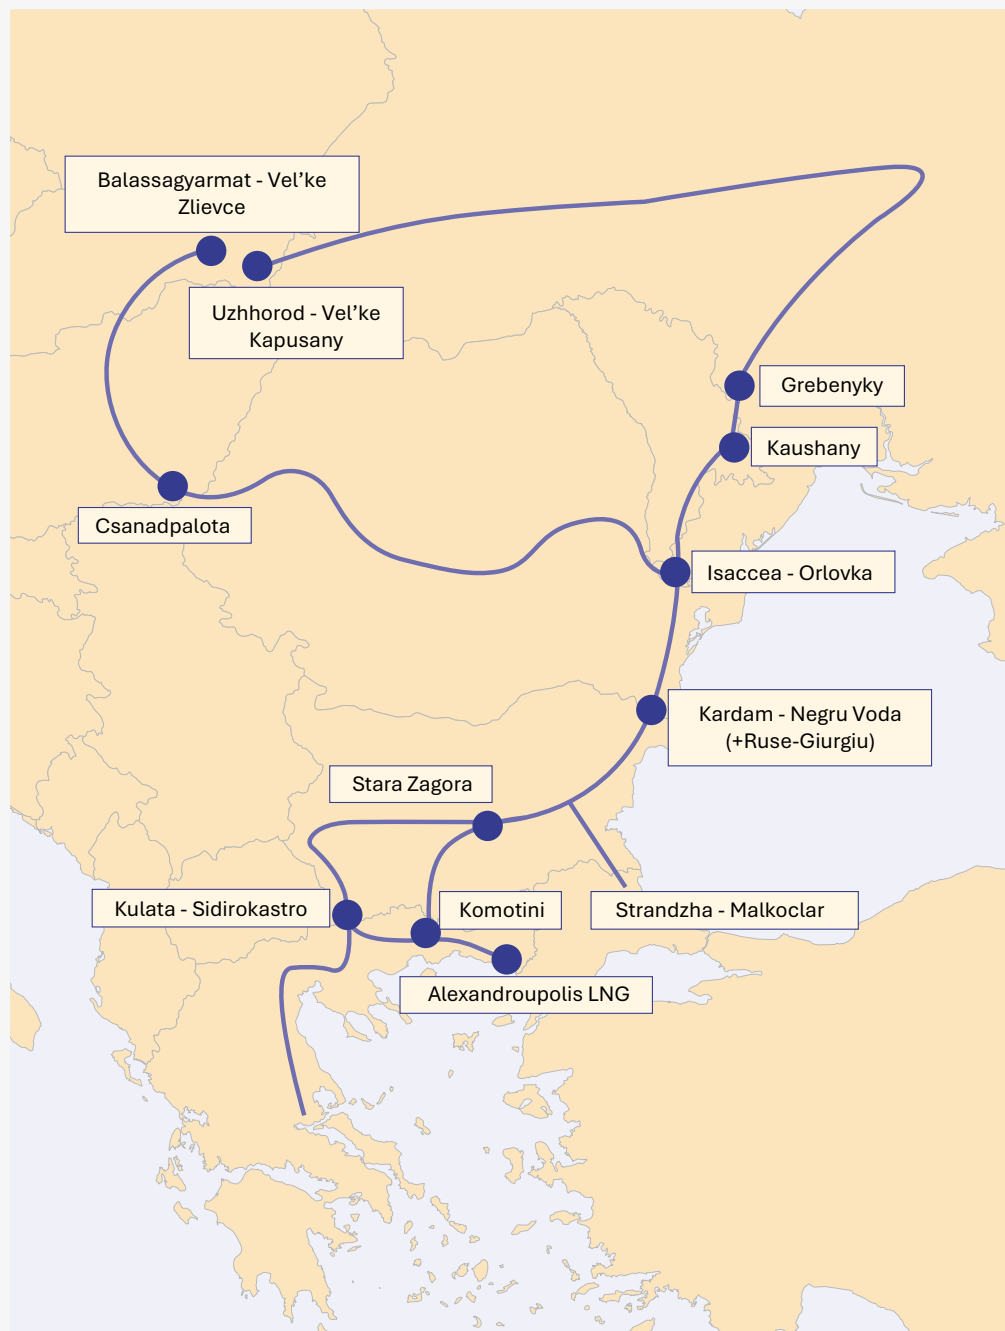 Balassagyarmat - Vel’ke
Zlievce
Uzhhorod - Vel’ke
Kapusany
Grebenyky
Kaushany
Csanadpalota
Isaccea - Orlovka
Kardam - Negru Voda
(+Ruse-Giurgiu)
Stara Zagora
Kulata - Sidirokastro
Komotini
Strandzha - Malkoclar
Alexandroupolis LNG